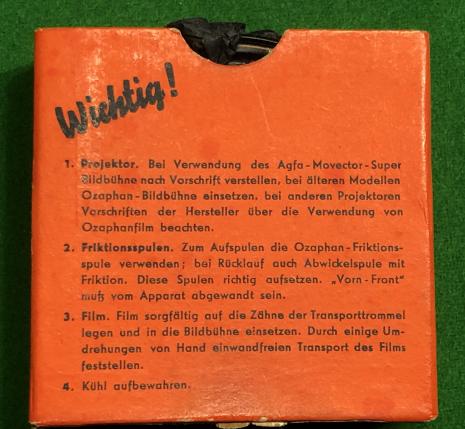 Wichtig!
1. Projektor. Bei Verwendung des Agfa-Movector-Super
Bildbühne nach Vorschrift verstellen, bei älteren Modellen
Ozaphan-Bildbühne einsetzen, bei anderen Projektoren
Vorschriften der Hersteller über die Verwendung von
Ozaphanfilm beachten.
2. Friktionsspulen. Zum Aufspulen die Ozaphan-Friktions-
spule verwenden; bei Rücklauf auch Abwickelspule mit
Friktion. Diese Spulen richtig aufsetzen. „Vorn-Front"
muß vom Apparat abgewandt sein.
3. Film. Film sorgfältig auf die Zähne der Transporttrommel
legen und in die Bildbühne einsetzen. Durch einige Um-
drehungen von Hand einwandfreien Transport des Films
feststellen.
4. Kühl aufbewahren.